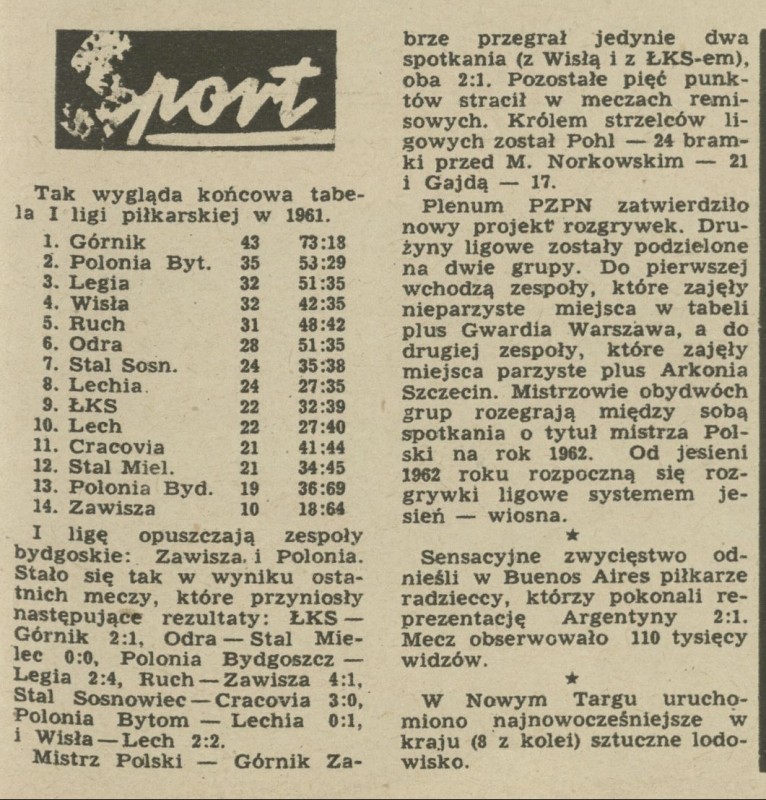 Sport
Tak wygląda końcowa tabe-
la I ligi piłkarskiej w 1961.
1. Górnik 43 73:18
2. Polonia Byt. 35 53:29
3. Legia 32 51:35
4. Wisła 32 42:35
5. Ruch 31 48:42
6. Odra 28 51:35
7. Stal Sosn. 24 35:38
8. Lechia 24 27:35
9. ŁKS 22 32:39
10. Lech 22 27:40
11. Cracovia 21 41:44
12. Stal Miel. 21 34:45
13. Polonia Byd. 19 36:69
14. Zawisza 10 18:64
I ligę opuszczają zespoły
bydgoskie: Zawisza i Polonia.
Stało się tak w wyniku osta-
tnich meczy, które przyniosły
następujące rezultaty: ŁKS —
Górnik 2:1, Odra — Stal Mie-
lec 0:0, Polonia Bydgoszcz —
Legia 2:4, Ruch — Zawisza 4:1,
Stal Sosnowiec — Cracovia 3:0,
Polonia Bytom — Lechia 0:1,
i Wisła — Lech 2:2.
Mistrz Polski — Górnik Za-
brze przegrał jedynie dwa
spotkania (z Wisłą i z ŁKS-em),
oba 2:1. Pozostałe pięć punk-
tów stracił w meczach remi-
sowych. Królem strzelców li-
gowych został Pohl — 24 bram-
ki przed M. Norkowskim — 21
i Gajdą — 17.
Plenum PZPN zatwierdziło
nowy projekt rozgrywek. Dru-
żyny ligowe zostały podzielone
na dwie grupy. Do pierwszej
wchodzą zespoły, które zajęły
nieparzyste miejsca w tabeli
plus Gwardia Warszawa, a do
drugiej zespoły, które zajęły
miejsca parzyste plus Arkonia
Szczecin. Mistrzowie obydwóch
grup rozegrają między sobą
spotkania o tytuł mistrza Pol-
ski na rok 1962. Od jesieni
1962 roku rozpoczną się roz-
grywki ligowe systemem je-
sień — wiosna.
★
Sensacyjne zwycięstwo od-
nieśli w Buenos Aires piłkarze
radzieccy, którzy pokonali re-
prezentację Argentyny 2:1.
Mecz obserwowało 110 tysięcy
widzów.
★
W Nowym Targu urucho-
miono najnowocześniejsze w
kraju (8 z kolei) sztuczne lodo-
wisko.